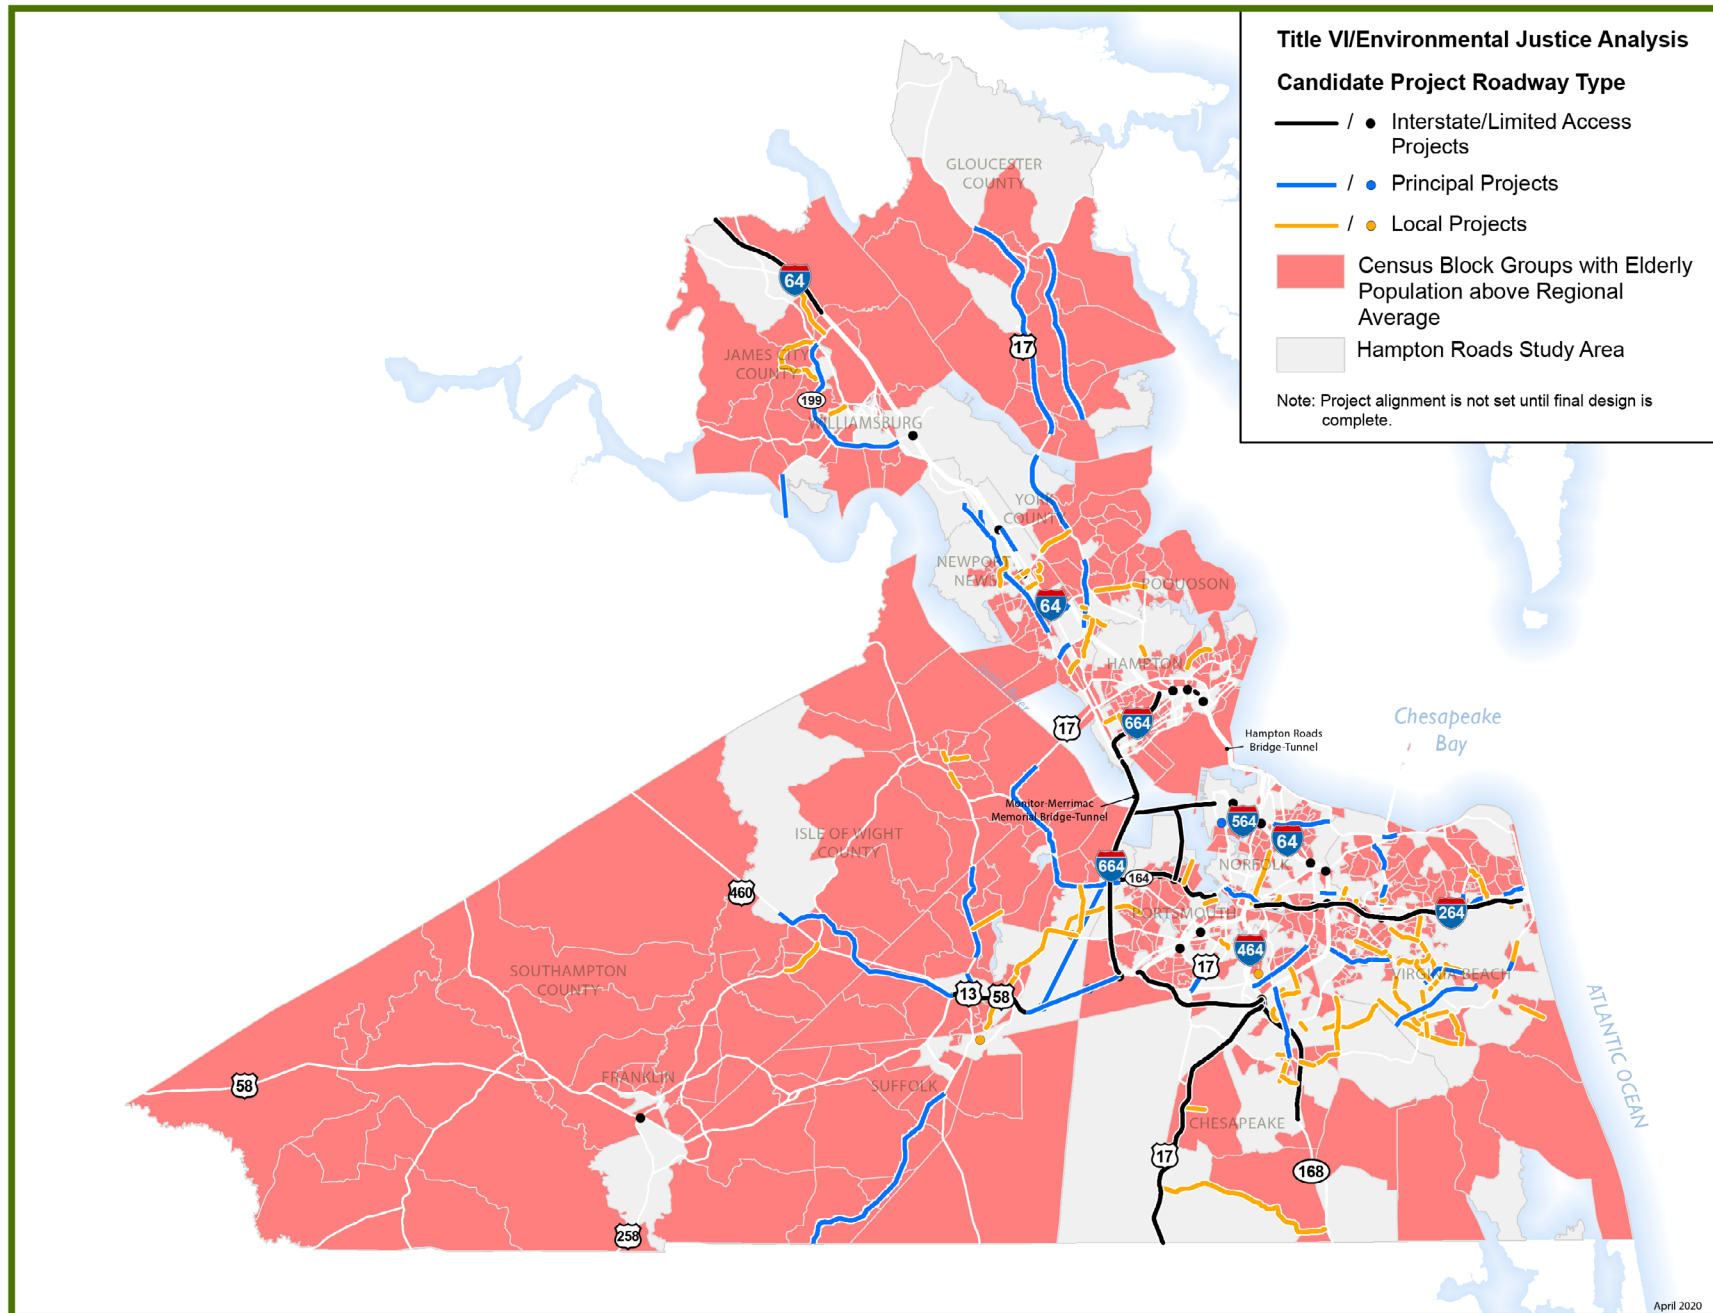 Title VI/Environmental Justice Analysis
Candidate Project Roadway Type
/ Interstate/Limited Access
Projects
/ Principal Projects
/ Local Projects
Census Block Groups with Elderly
Population above Regional
Average
Hampton Roads Study Area
Note: Project alignment is not set until final design is
complete.
GLOUCESTER
COUNTY
64
17
JAMES CITY
COUNTY
199
WILLIAMSBURG
YORK
COUNTY
NEWPORT
NEWS
POQUOSON
64
HAMPTON
James River
17
664
Hampton Roads
Bridge-Tunnel
Chesapeake
Bay
Monitor-Merrimac
Memorial Bridge-Tunnel
564
64
ISLE OF WIGHT
COUNTY
664
164
NORFOLK
460
PORTSMOUTH
264
464
17
VIRGINIA BEACH
SOUTHAMPTON
COUNTY
13
58
ATLANTIC OCEAN
58
FRANKLIN
SUFFOLK
CHESAPEAKE
17
168
258
April 2020